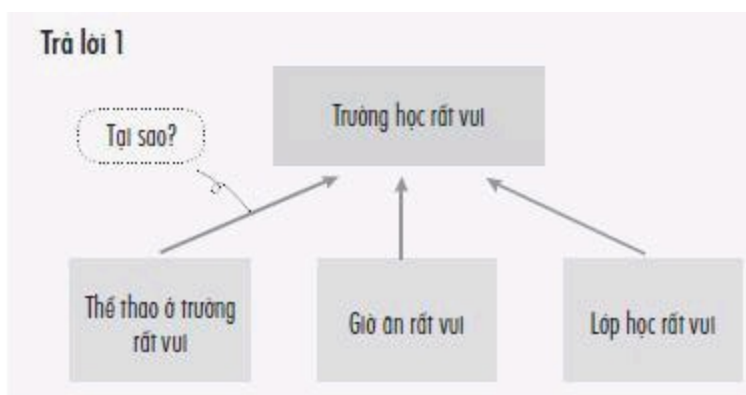 Trả lời 1
Trường học rất vui
Tại sao?
Thể thao ở trường
rất vui
Giờ ăn rất vui
Lớp học rất vui